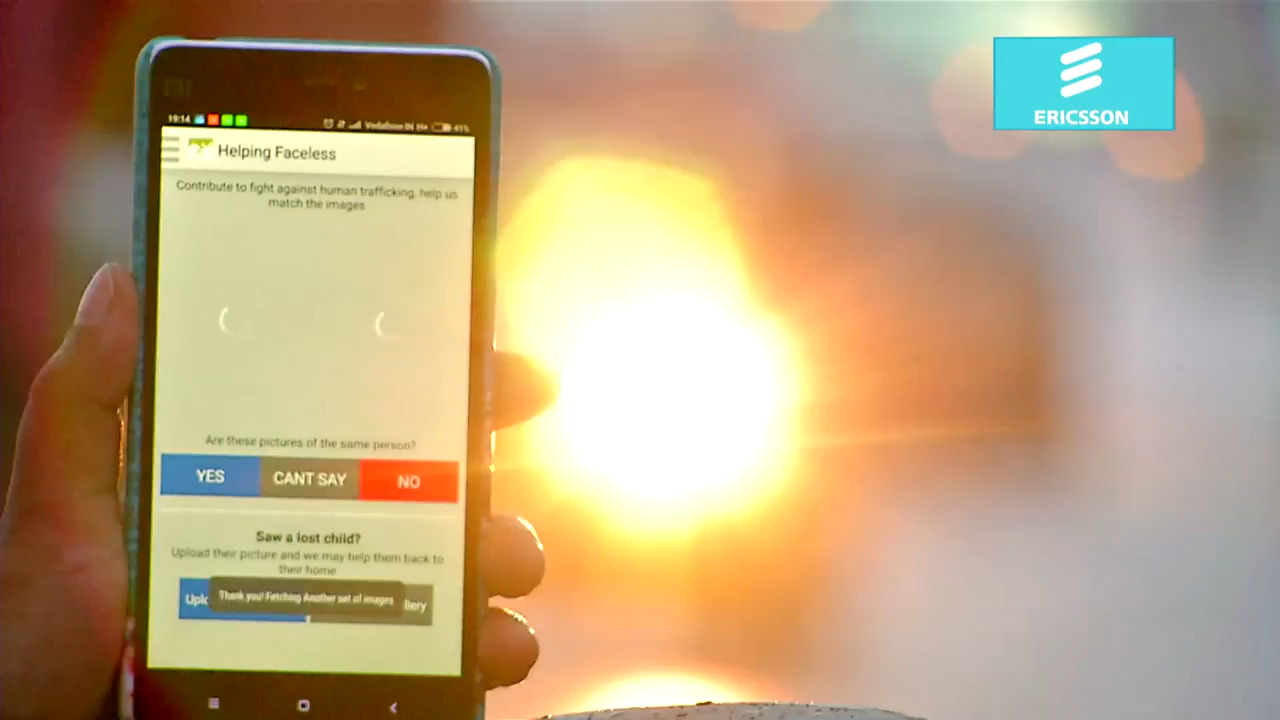 ERICSSON
19:14
Helping Faceless
Contribute to fight against human trafficking, help us
match the images
Are these pictures of the same person?
YES
CANT SAY
NO
Saw a lost child?
Upload their picture and we may help them back to
their home
Thank you! Fetching Another set of images